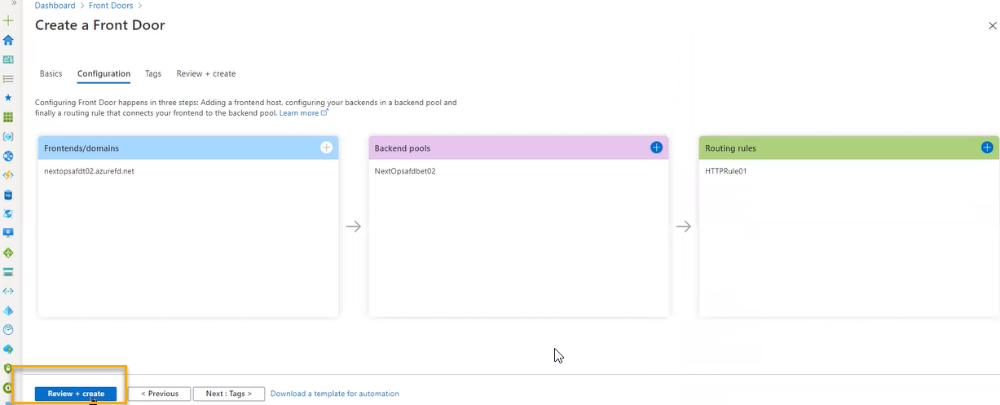 Dashboard > Front Doors >
Create a Front Door
Basics Configuration Tags Review + create
Configuring Front Door happens in three steps: Adding a frontend host, configuring your backends in a backend pool and
finally a routing rule that connects your frontend to the backend pool. Learn more
Frontends/domains
nextopsafdt02.azurefd.net
Backend pools
NextOpsafdbet02
Routing rules
HTTPRule01
Review + create < Previous Next : Tags > Download a template for automation